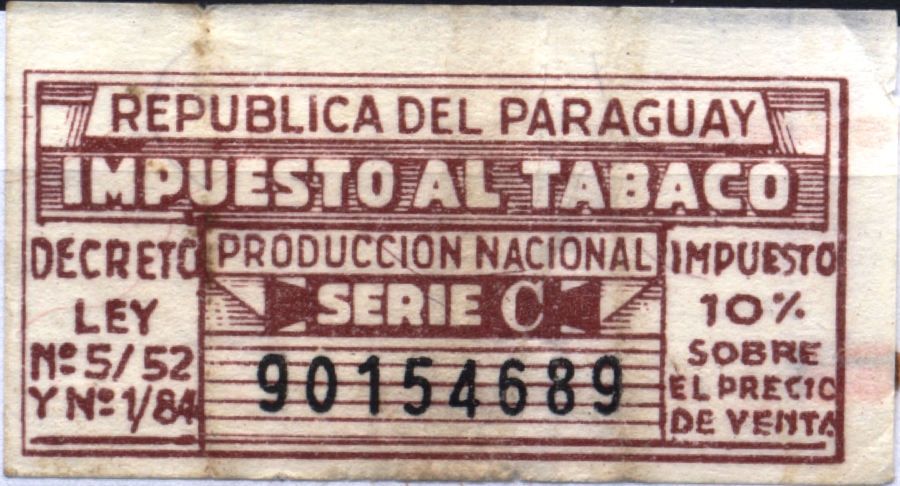 REPUBLICA DEL PARAGUAY
IMPUESTO AL TABACO
DECRETO
LEY
Nº 5/52
Y Nº 1/84
PRODUCCION NACIONAL
SERIE C
90154689
IMPUESTO
10%
SOBRE
EL PRECIO
DE VENTA